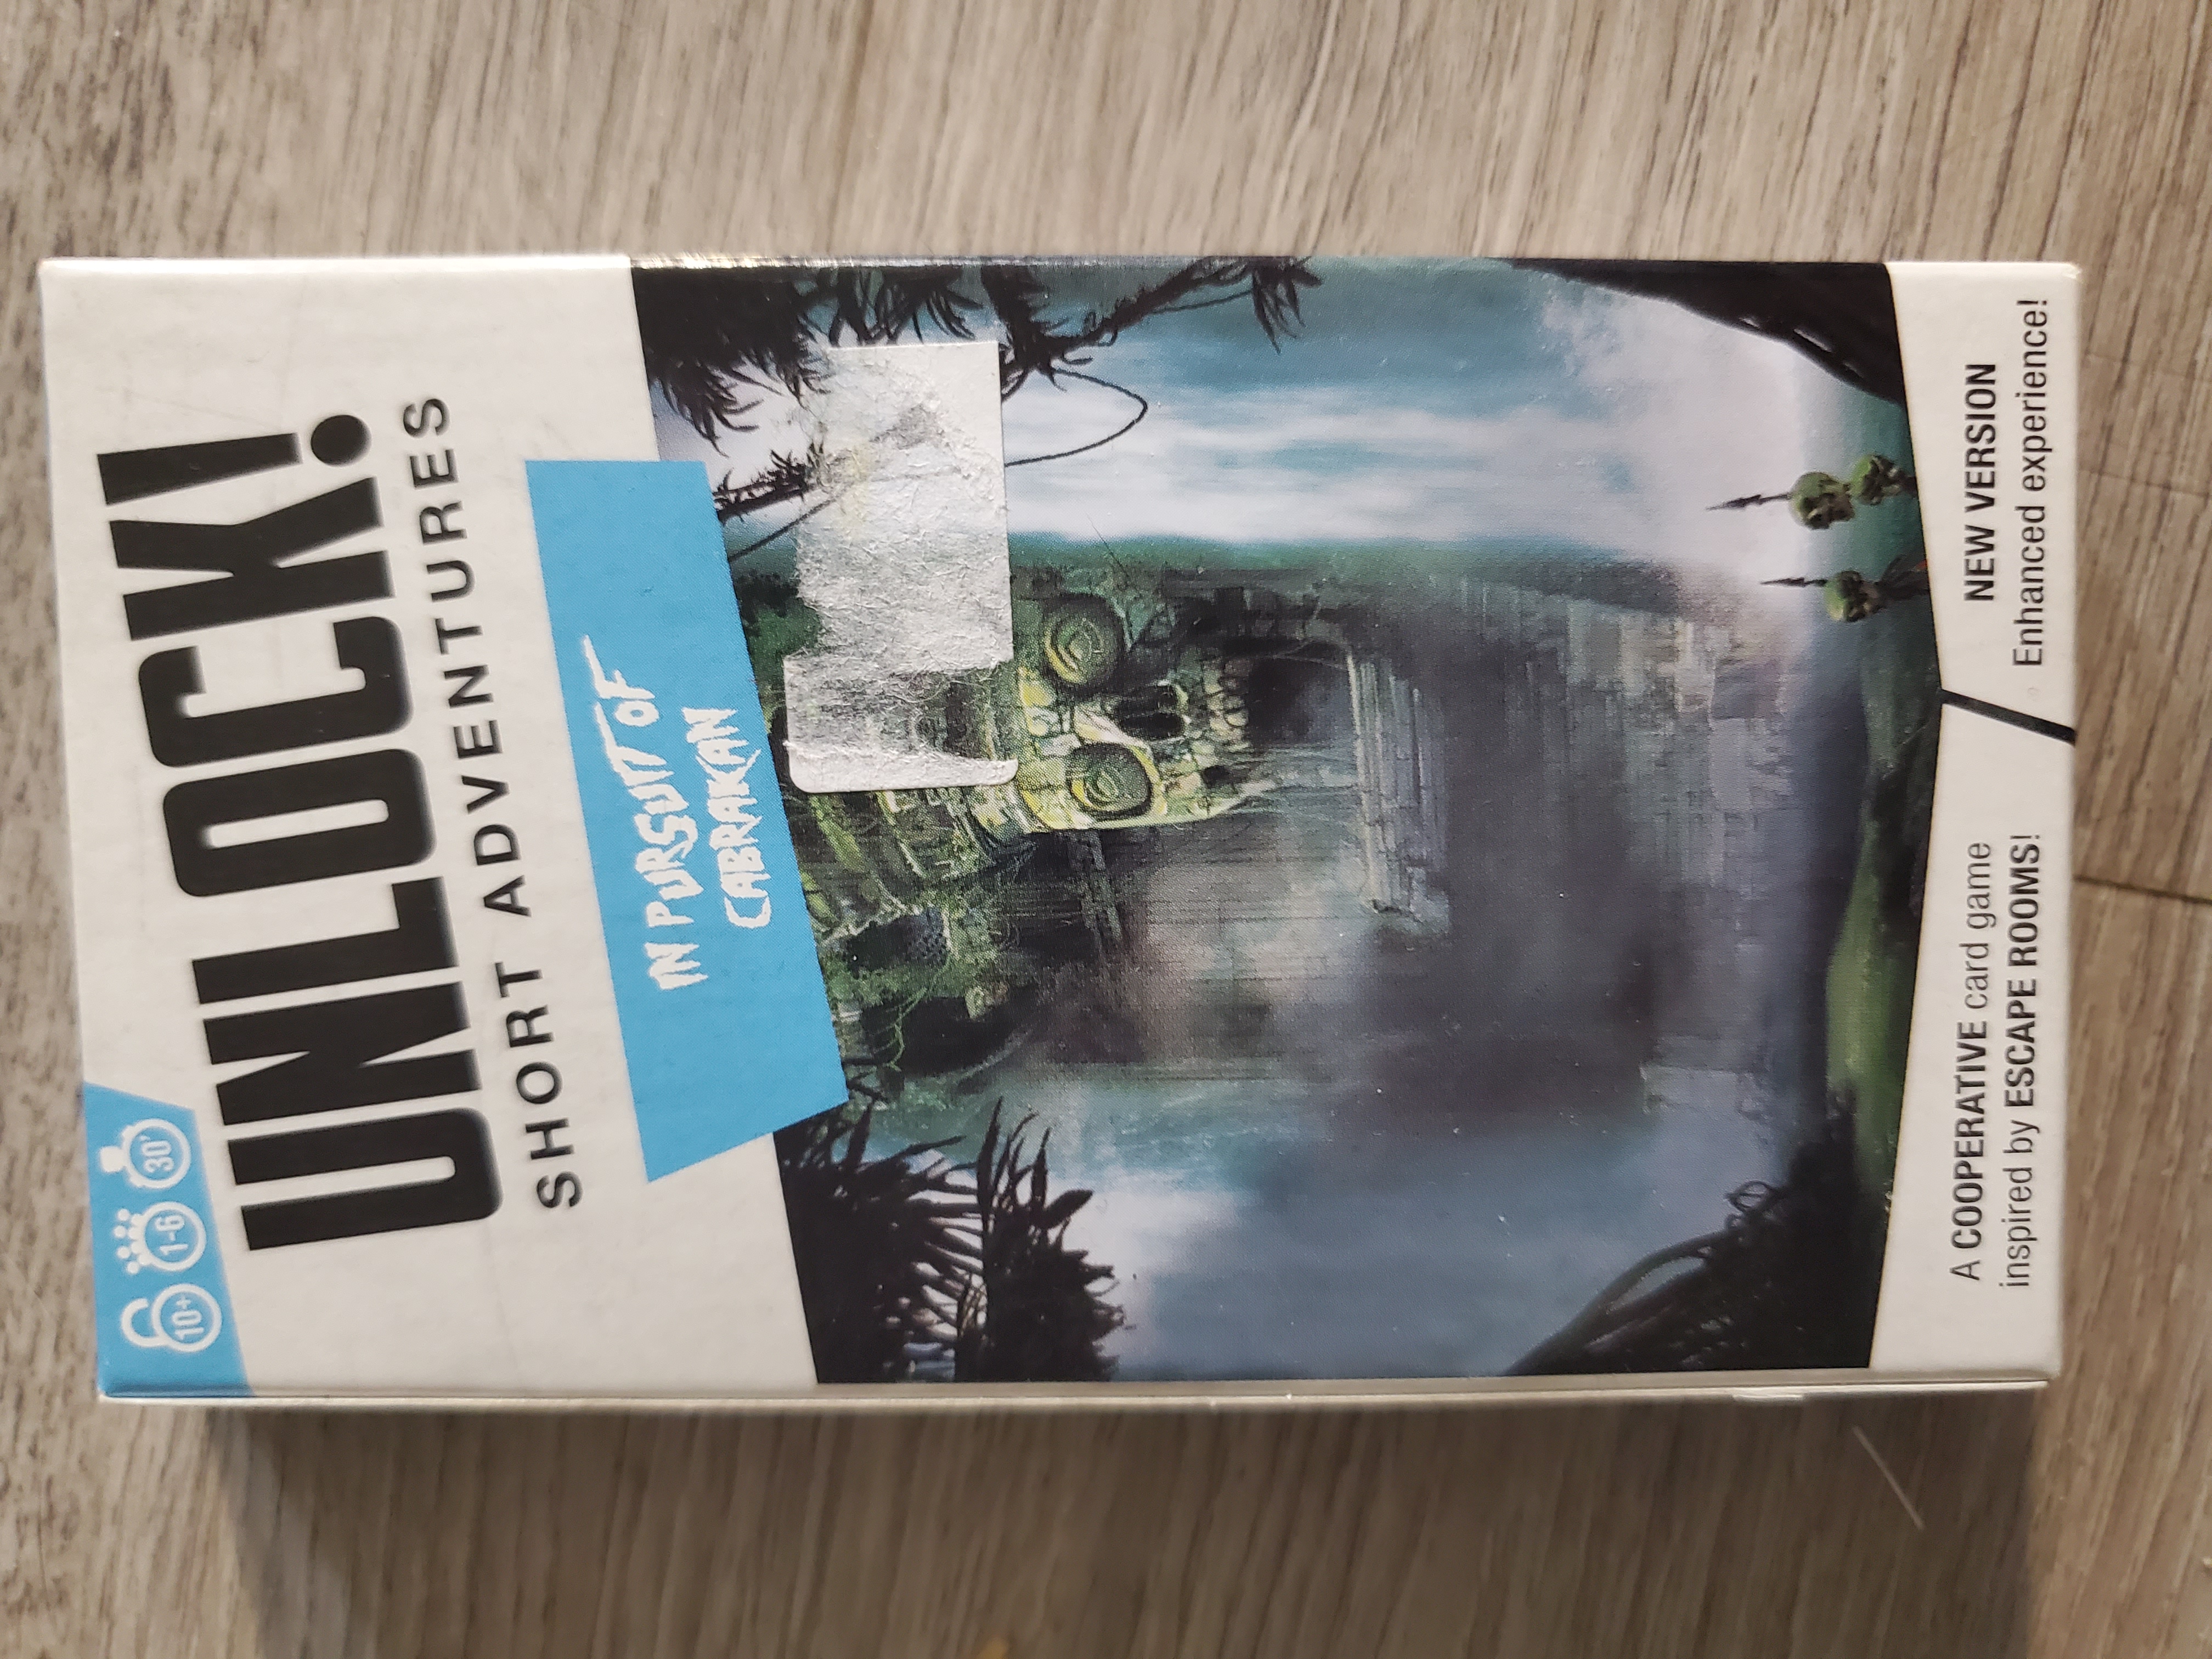 10+ 1-6 30'
UNLOCK!
SHORT ADVENTURES
IN PURSUIT OF
CABRAKAN
A COOPERATIVE card game
inspired by ESCAPE ROOMS!
NEW VERSION
Enhanced experience!